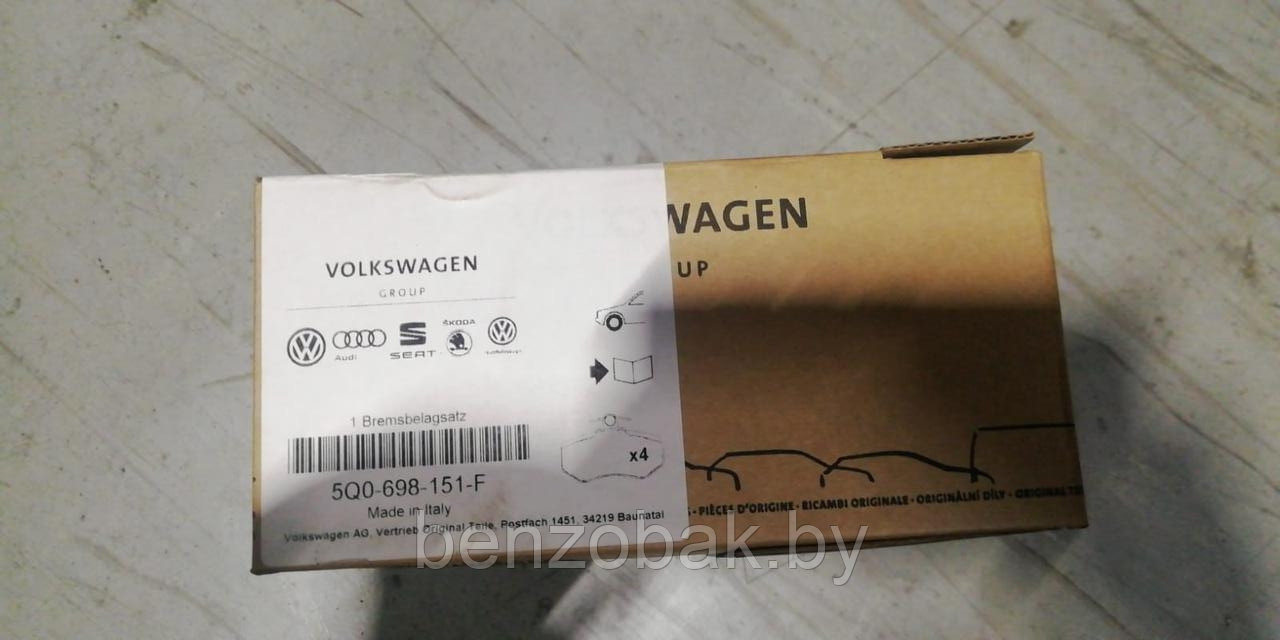 WAGEN
UP
VOLKSWAGEN
GROUP
Audi
SEAT
ŠKODA
1 Bremsbelagsatz
x4
5Q0-698-151-F
Made in Italy
Volkswagen AG, Vertrieb Original Teile, Postfach 1451, 34219 Baunatal
- PIÈCES D'ORIGINE - RICAMBI ORIGINALE - ORIGINÁLNÍ DÍLY - ORIGINAL
benzobak.by